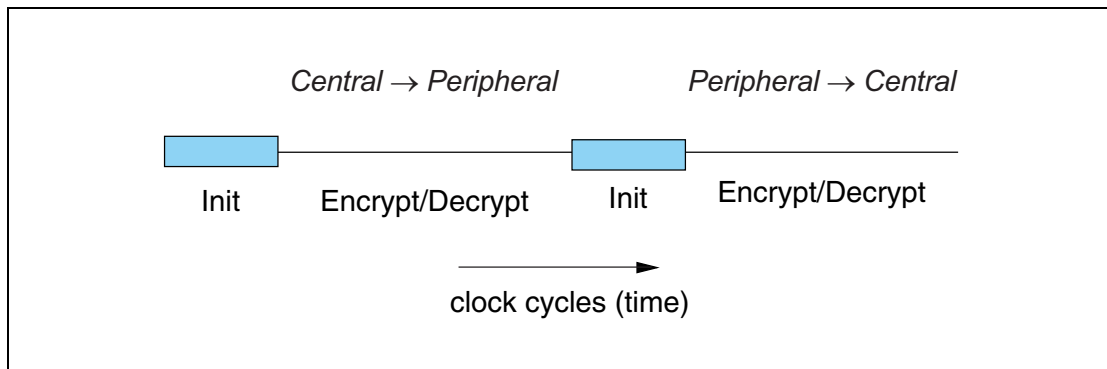 Central → Peripheral
Peripheral → Central
Init
Encrypt/Decrypt
Init
Encrypt/Decrypt
clock cycles (time)